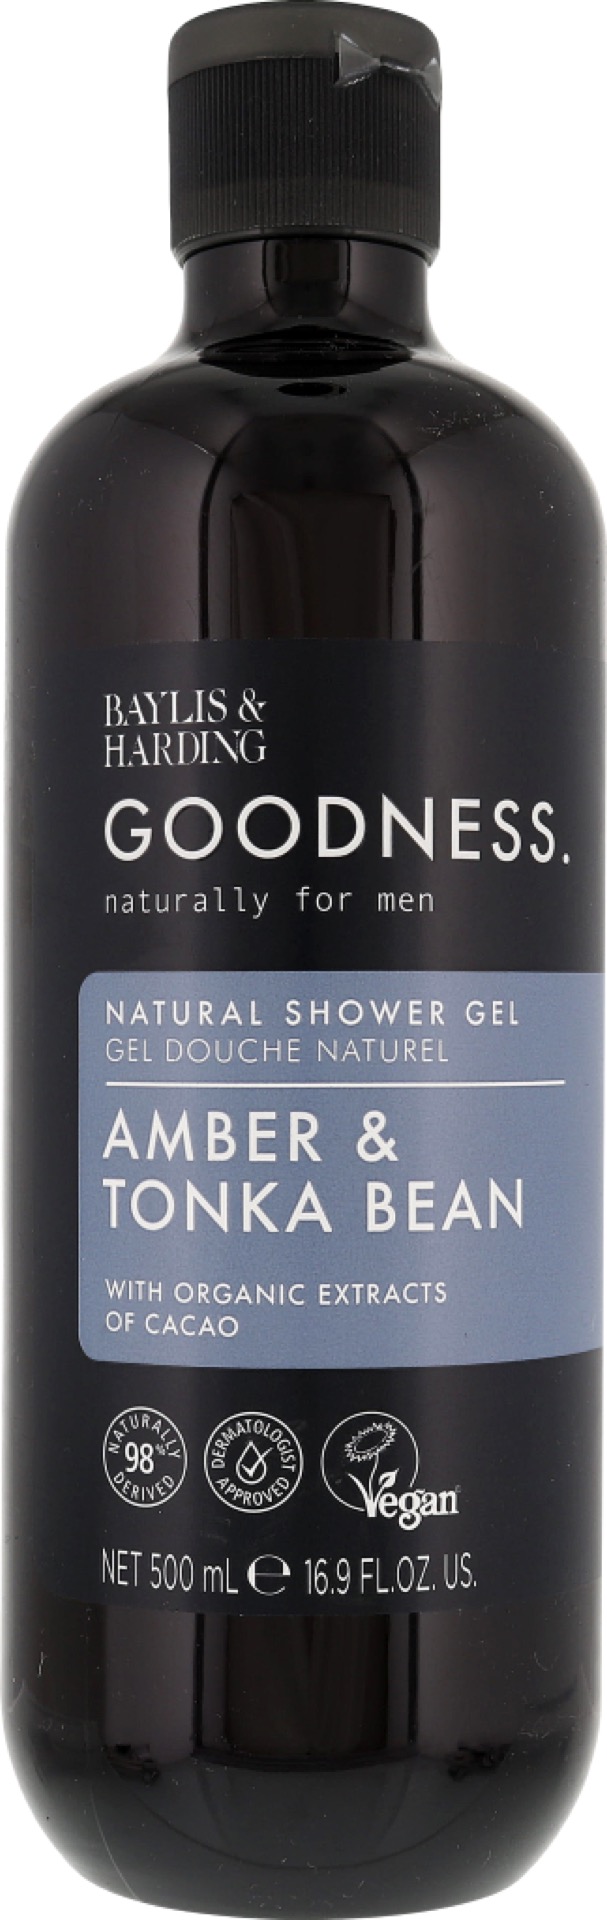 BAYLIS &
HARDING
GOODNESS.
naturally for men
NATURAL SHOWER GEL
GEL DOUCHE NATUREL
AMBER &
TONKA BEAN
WITH ORGANIC EXTRACTS
OF CACAO
NATURALLY
98%
DERIVED
DERMATOLOGIST
APPROVED
Vegan
NET 500 mL ℮ 16.9 FL.OZ. US.